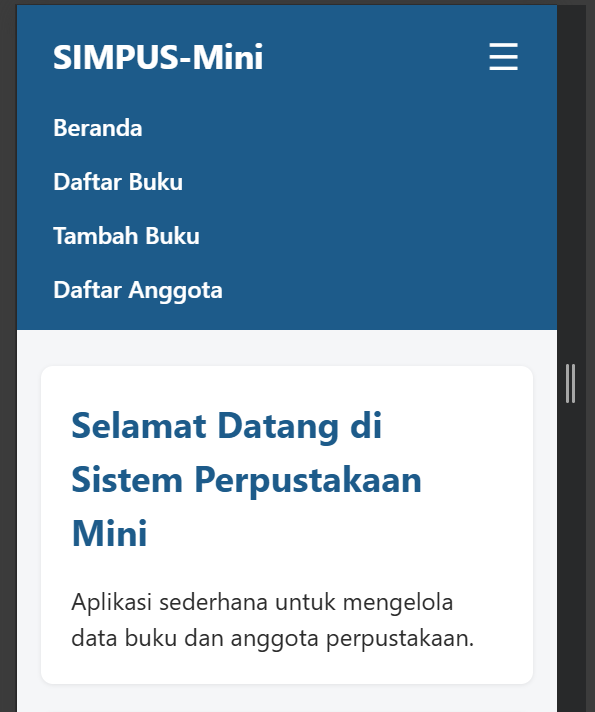 SIMPUS-Mini ☰
Beranda
Daftar Buku
Tambah Buku
Daftar Anggota
Selamat Datang di
Sistem Perpustakaan
Mini
Aplikasi sederhana untuk mengelola
data buku dan anggota perpustakaan.